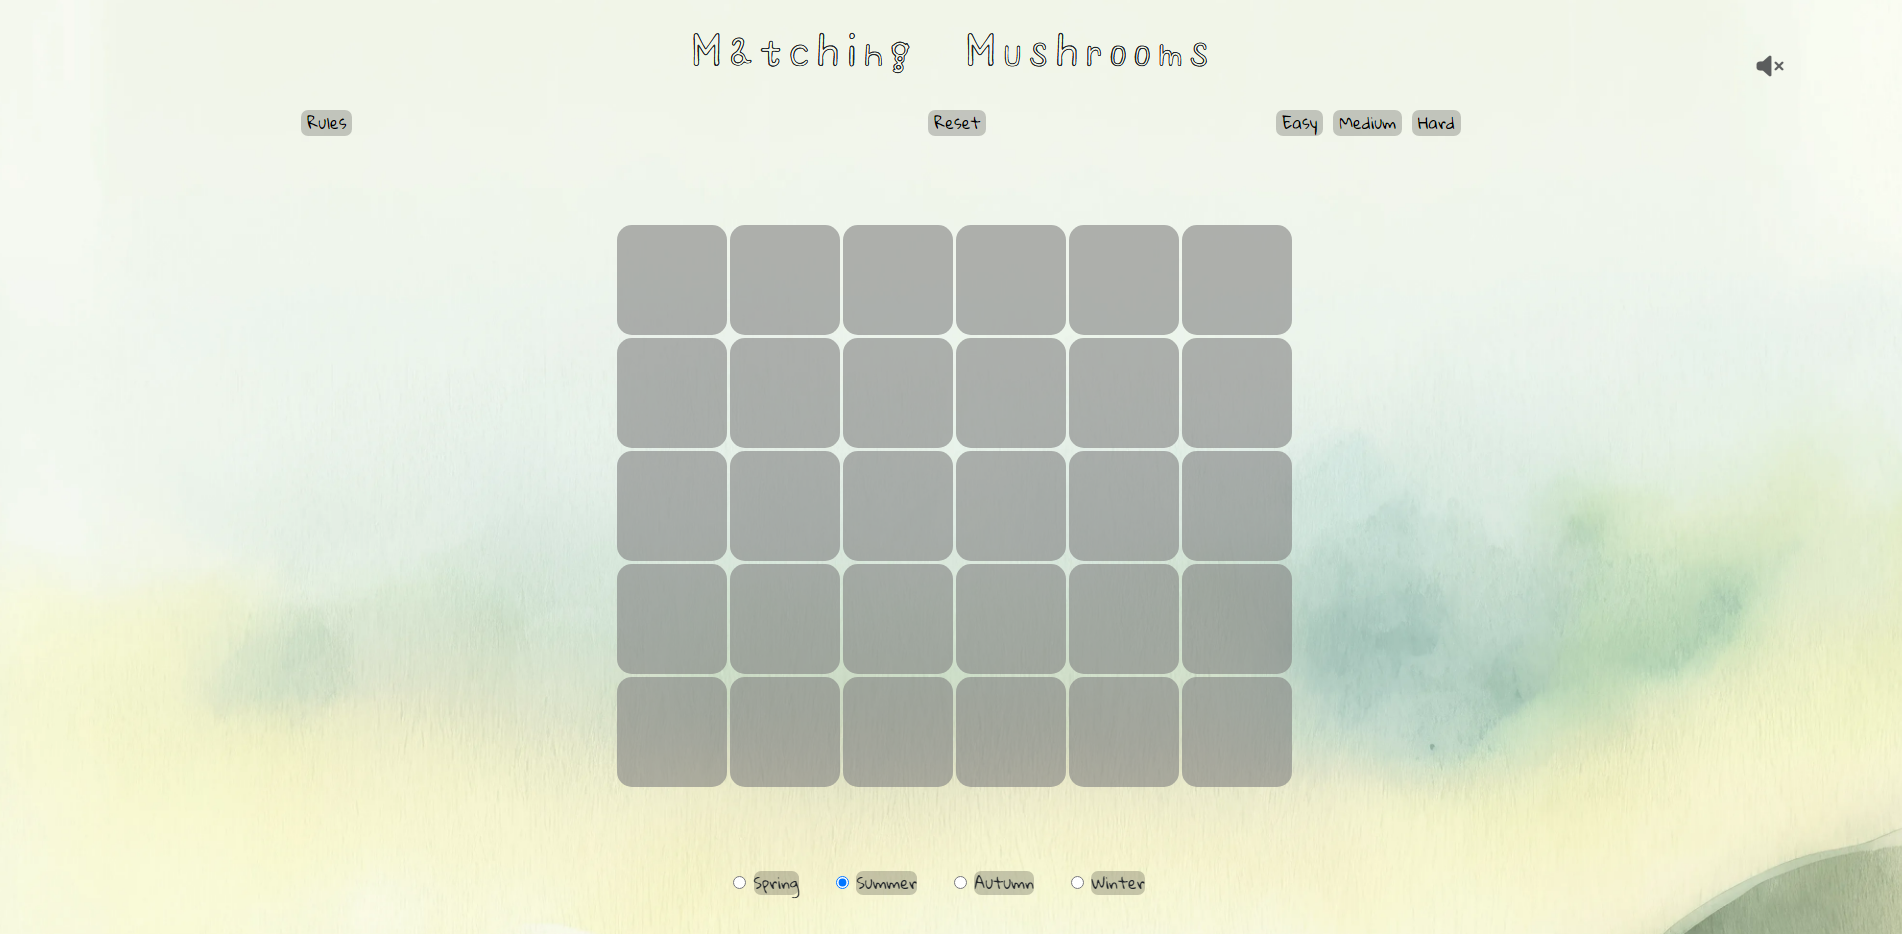 Matching Mushrooms
Rules
Reset
Easy Medium Hard
Spring Summer Autumn Winter